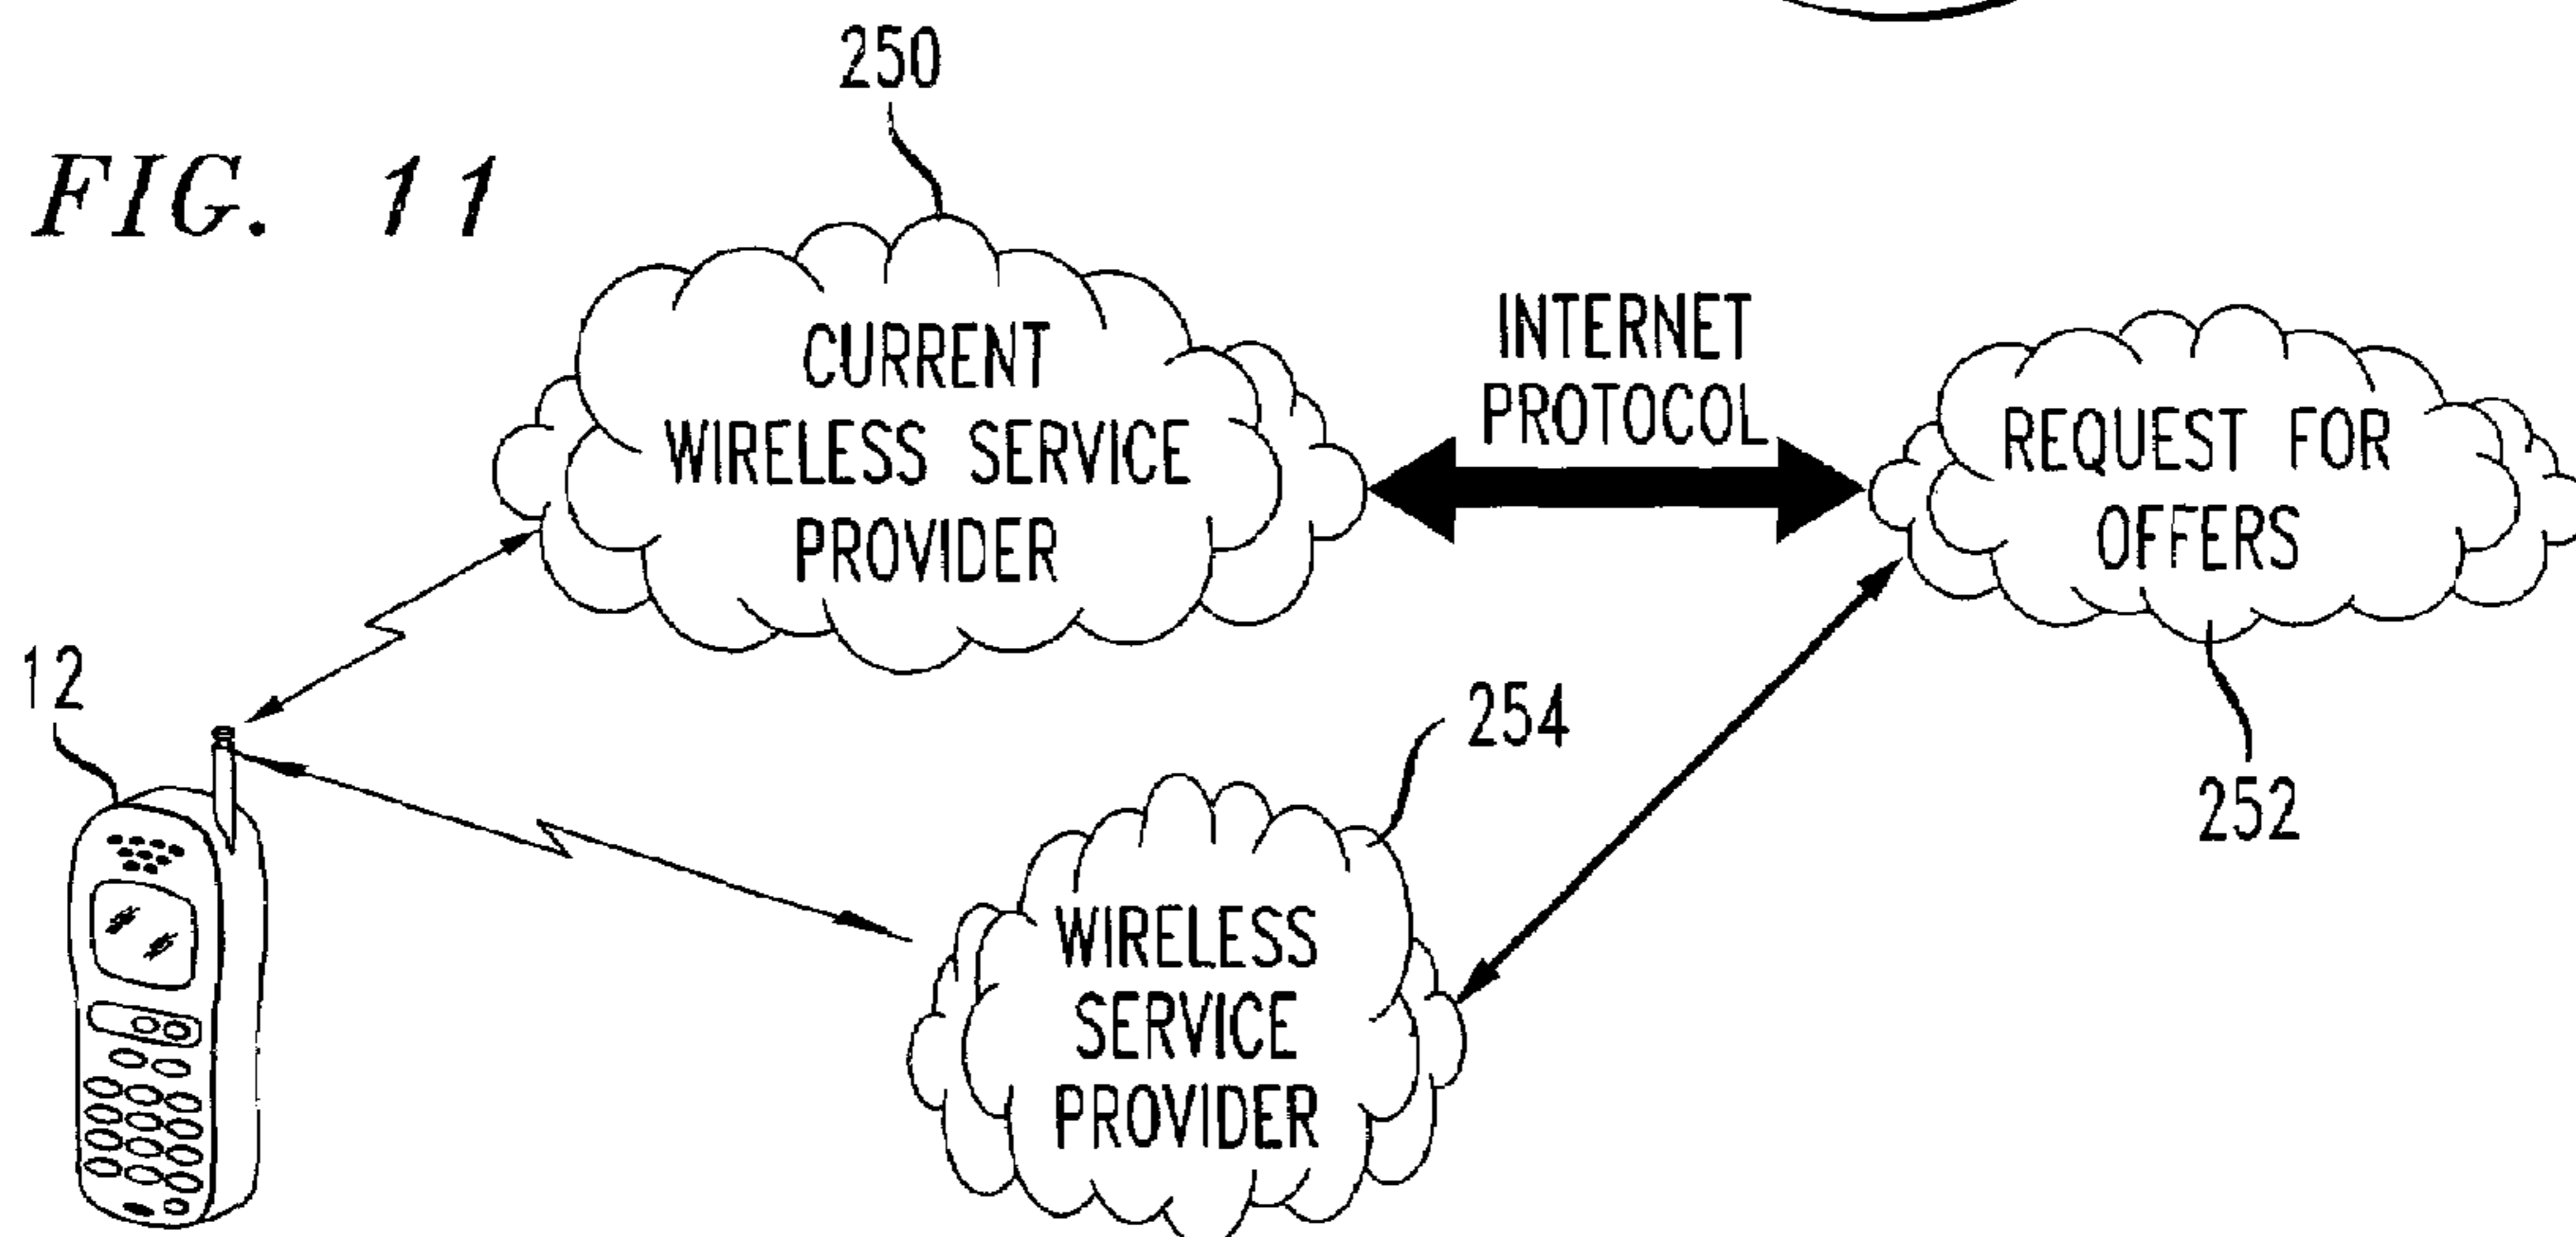 250
FIG. 11
CURRENT
WIRELESS SERVICE
PROVIDER
INTERNET
PROTOCOL
REQUEST FOR
OFFERS
12
254
252
WIRELESS
SERVICE
PROVIDER